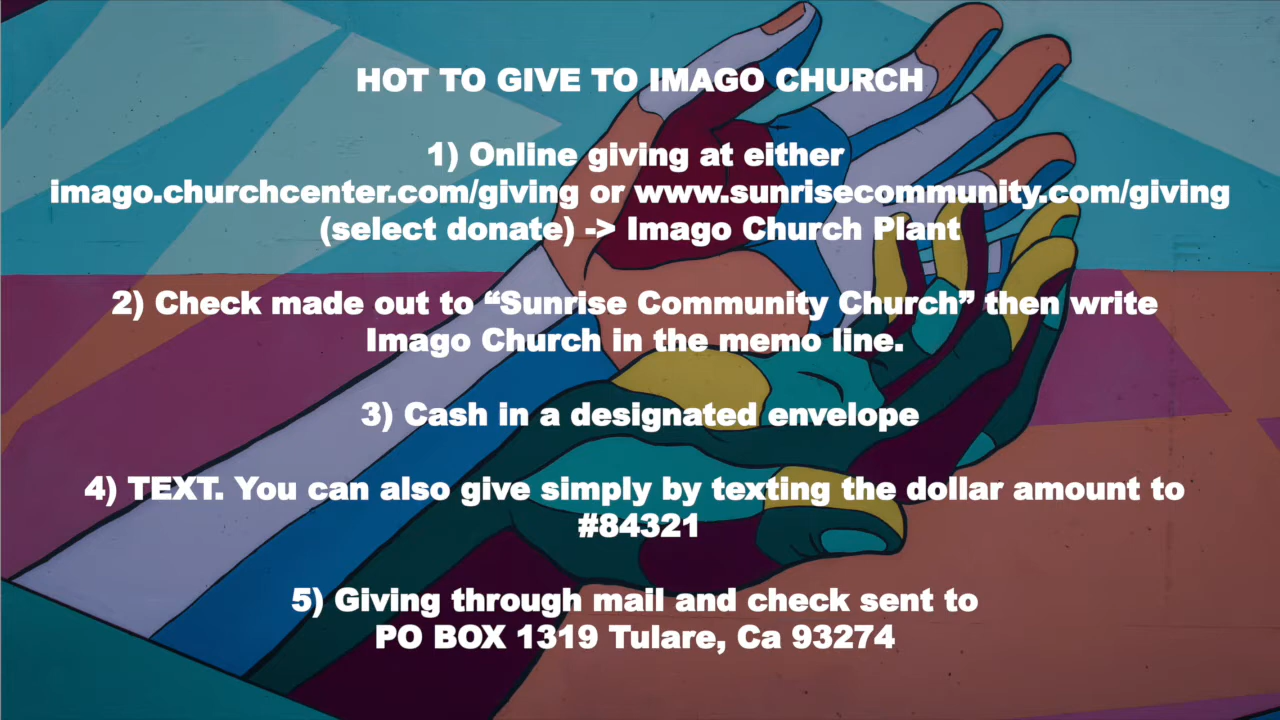 HOT TO GIVE TO IMAGO CHURCH
1) Online giving at either
imago.churchcenter.com/giving or www.sunrisecommunity.com/giving
(select donate) -> Imago Church Plant
2) Check made out to “Sunrise Community Church” then write
Imago Church in the memo line.
3) Cash in a designated envelope
4) TEXT. You can also give simply by texting the dollar amount to
#84321
5) Giving through mail and check sent to
PO BOX 1319 Tulare, Ca 93274